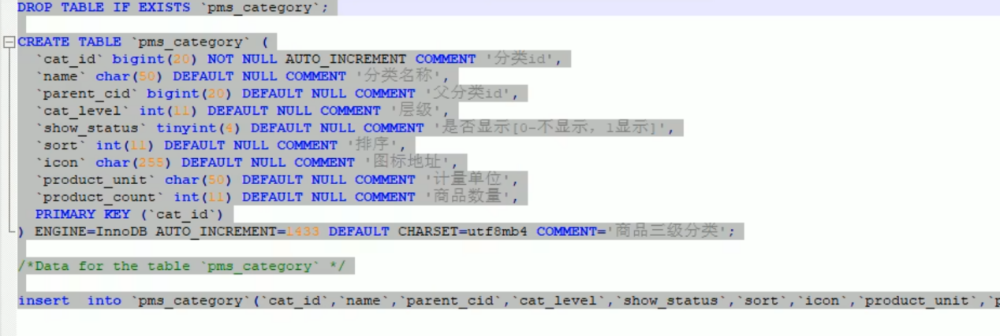 DROP TABLE IF EXISTS `pms_category`;
CREATE TABLE `pms_category` (
`cat_id` bigint(20) NOT NULL AUTO_INCREMENT COMMENT '分类id',
`name` char(50) DEFAULT NULL COMMENT '分类名称',
`parent_cid` bigint(20) DEFAULT NULL COMMENT '父分类id',
`cat_level` int(11) DEFAULT NULL COMMENT '层级',
`show_status` tinyint(4) DEFAULT NULL COMMENT '是否显示[0-不显示，1显示]',
`sort` int(11) DEFAULT NULL COMMENT '排序',
`icon` char(255) DEFAULT NULL COMMENT '图标地址',
`product_unit` char(50) DEFAULT NULL COMMENT '计量单位',
`product_count` int(11) DEFAULT NULL COMMENT '商品数量',
PRIMARY KEY (`cat_id`)
) ENGINE=InnoDB AUTO_INCREMENT=1433 DEFAULT CHARSET=utf8mb4 COMMENT='商品三级分类';
/*Data for the table `pms_category` */
insert  into `pms_category`(`cat_id`,`name`,`parent_cid`,`cat_level`,`show_status`,`sort`,`icon`,`product_unit`,`p